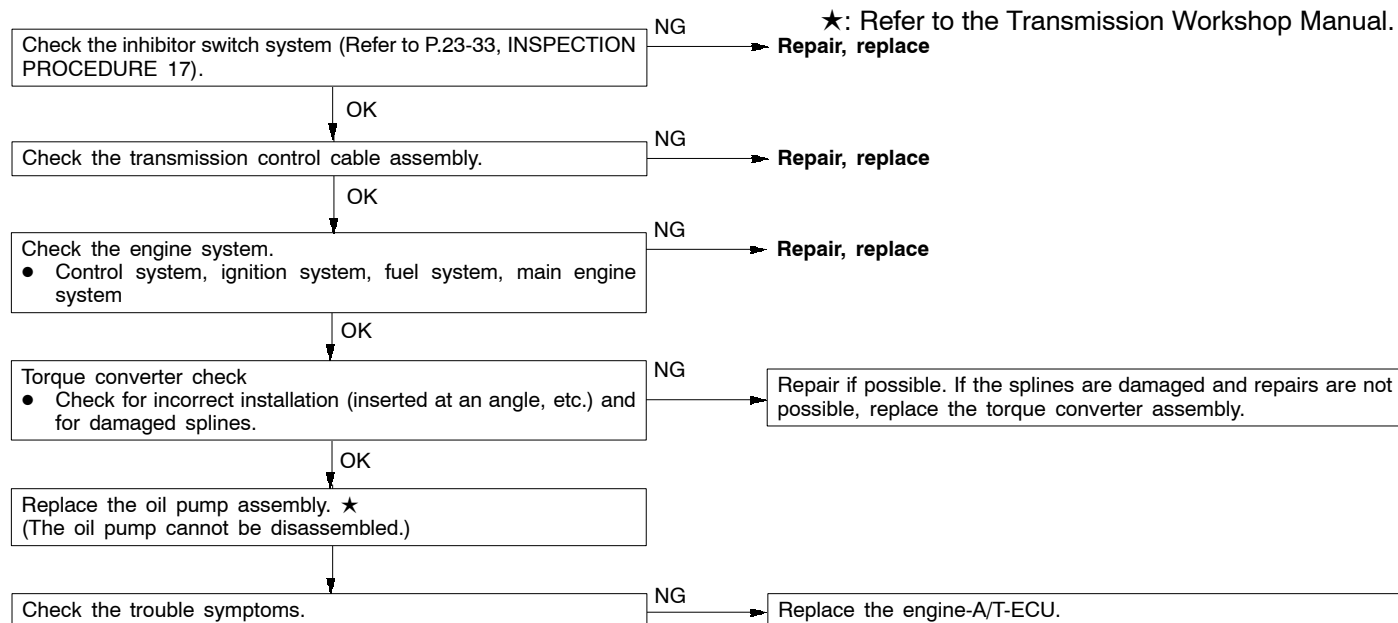 ★: Refer to the Transmission Workshop Manual.
Check the inhibitor switch system (Refer to P.23-33, INSPECTION
PROCEDURE 17).
NG
Repair, replace
OK
Check the transmission control cable assembly.
NG
Repair, replace
OK
Check the engine system.
● Control system, ignition system, fuel system, main engine
system
NG
Repair, replace
OK
Torque converter check
● Check for incorrect installation (inserted at an angle, etc.) and
for damaged splines.
NG
Repair if possible. If the splines are damaged and repairs are not
possible, replace the torque converter assembly.
OK
Replace the oil pump assembly. ★
(The oil pump cannot be disassembled.)
Check the trouble symptoms.
NG
Replace the engine-A/T-ECU.